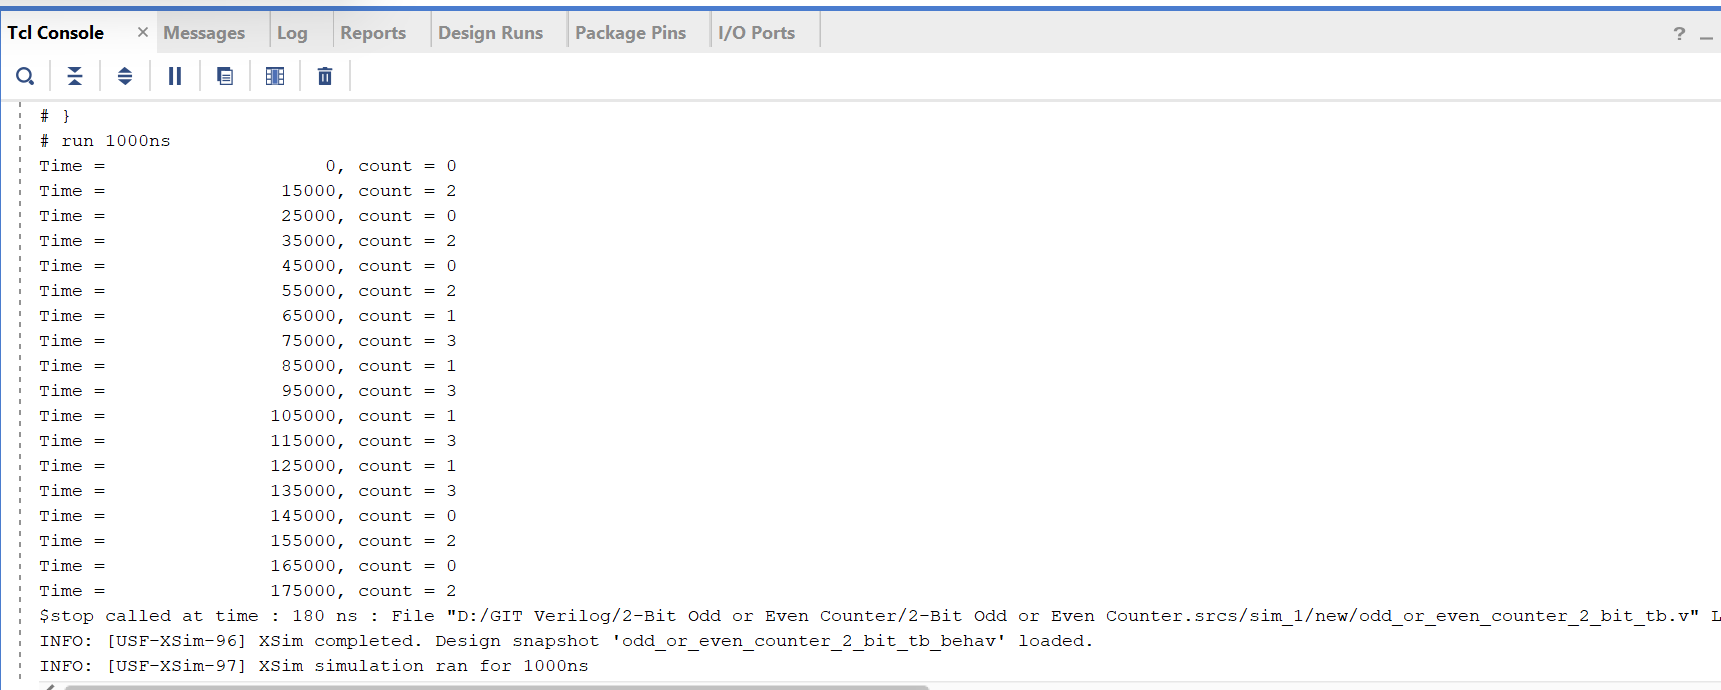 Tcl Console × Messages Log Reports Design Runs Package Pins I/O Ports ? _
# }
# run 1000ns
Time =                    0, count = 0
Time =                15000, count = 2
Time =                25000, count = 0
Time =                35000, count = 2
Time =                45000, count = 0
Time =                55000, count = 2
Time =                65000, count = 1
Time =                75000, count = 3
Time =                85000, count = 1
Time =                95000, count = 3
Time =               105000, count = 1
Time =               115000, count = 3
Time =               125000, count = 1
Time =               135000, count = 3
Time =               145000, count = 0
Time =               155000, count = 2
Time =               165000, count = 0
Time =               175000, count = 2
$stop called at time : 180 ns : File "D:/GIT Verilog/2-Bit Odd or Even Counter/2-Bit Odd or Even Counter.srcs/sim_1/new/odd_or_even_counter_2_bit_tb.v" L
INFO: [USF-XSim-96] XSim completed. Design snapshot 'odd_or_even_counter_2_bit_tb_behav' loaded.
INFO: [USF-XSim-97] XSim simulation ran for 1000ns